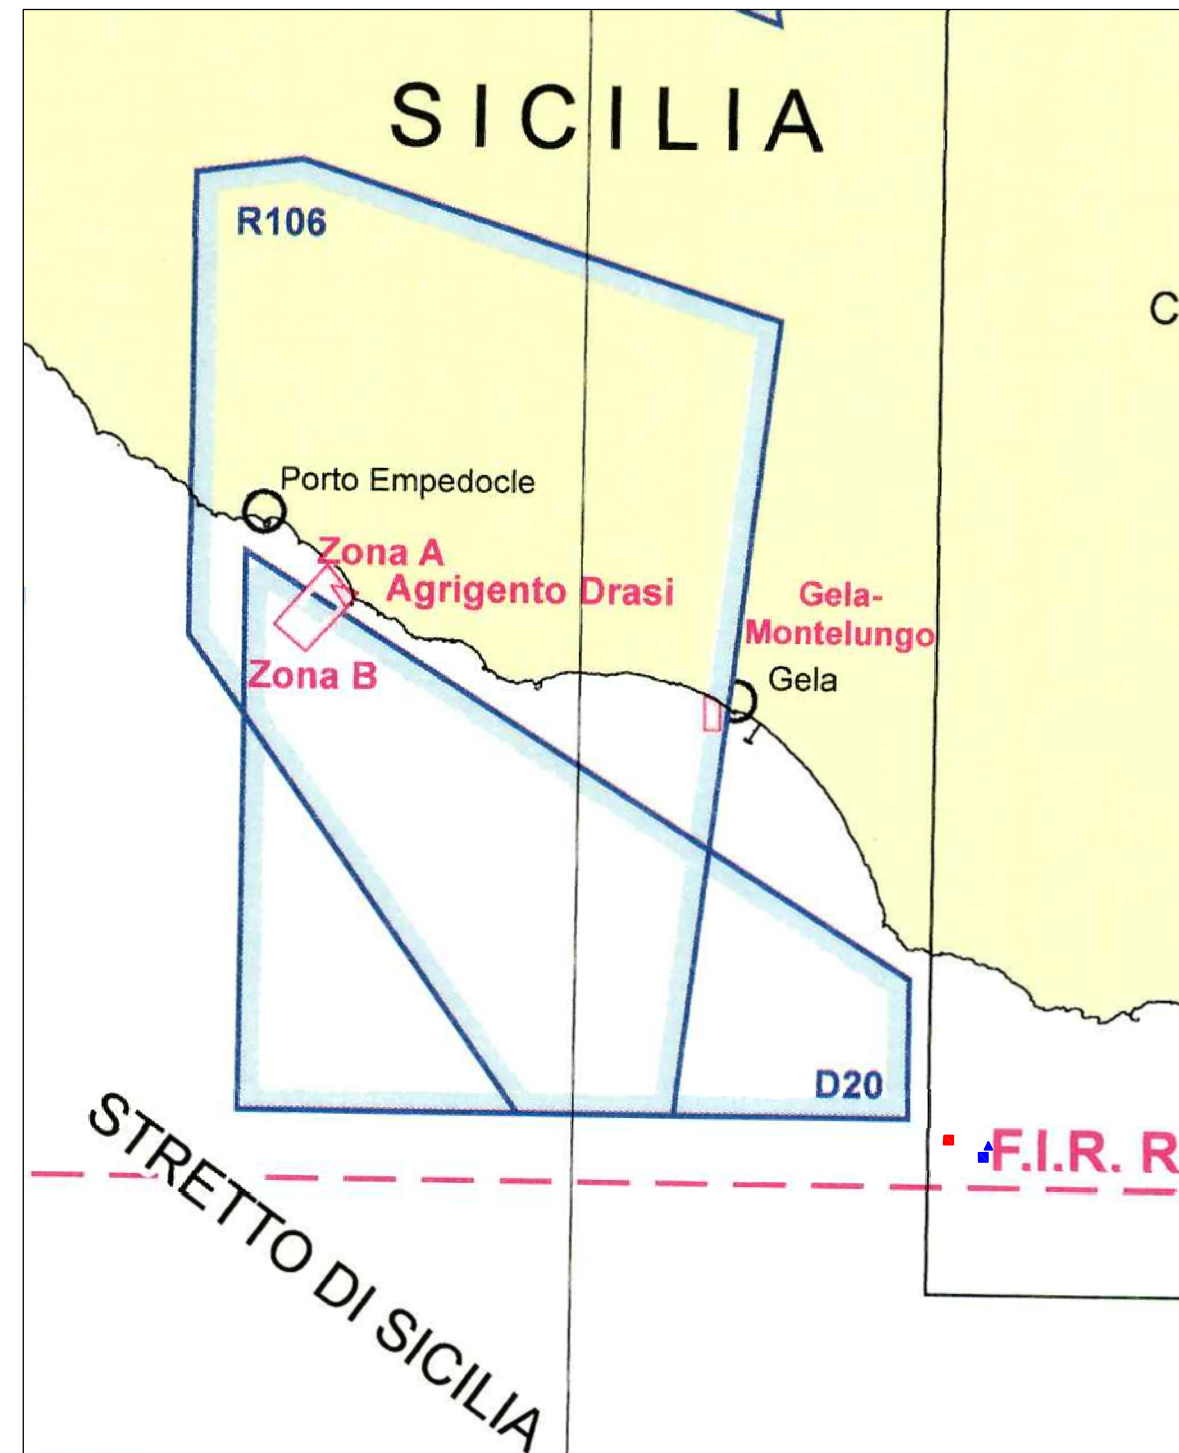 SICILIA
R106
C
Porto Empedocle
Zona A
Agrigento Drasi
Gela-
Montelungo
Zona B
Gela
D20
F.I.R. R
STRETTO DI SICILIA